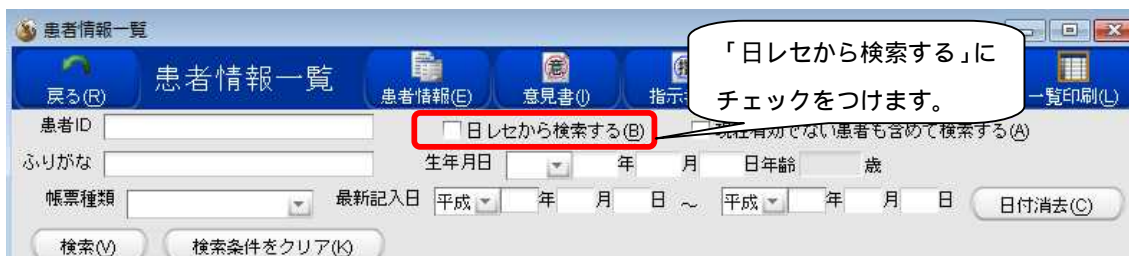 患者情報一覧
戻る(R) 患者情報一覧 患者情報(E) 意見書(I) 指示 一覧印刷(L)
「日レセから検索する」に
チェックをつけます。
患者ID 日レセから検索する(B) 現在有効でない患者も含めて検索する(A)
ふりがな 生年月日 年 月 日年齢 歳
帳票種類 最新記入日 平成 年 月 日 ～ 平成 年 月 日 日付消去(C)
検索(V) 検索条件をクリア(K)